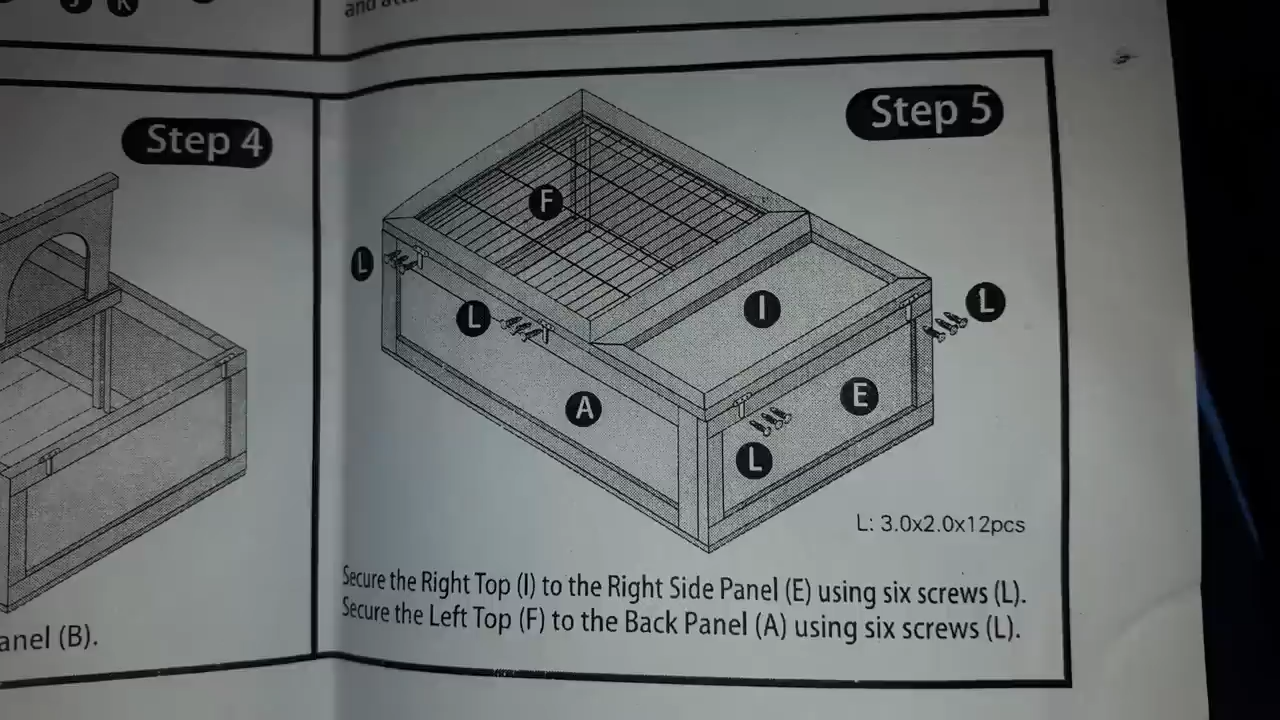 J K
and
Step 4
Step 5
F
L
L
I
L
A
E
L
L: 3.0x2.0x12pcs
Secure the Right Top (I) to the Right Side Panel (E) using six screws (L).
Secure the Left Top (F) to the Back Panel (A) using six screws (L).
anel (B).